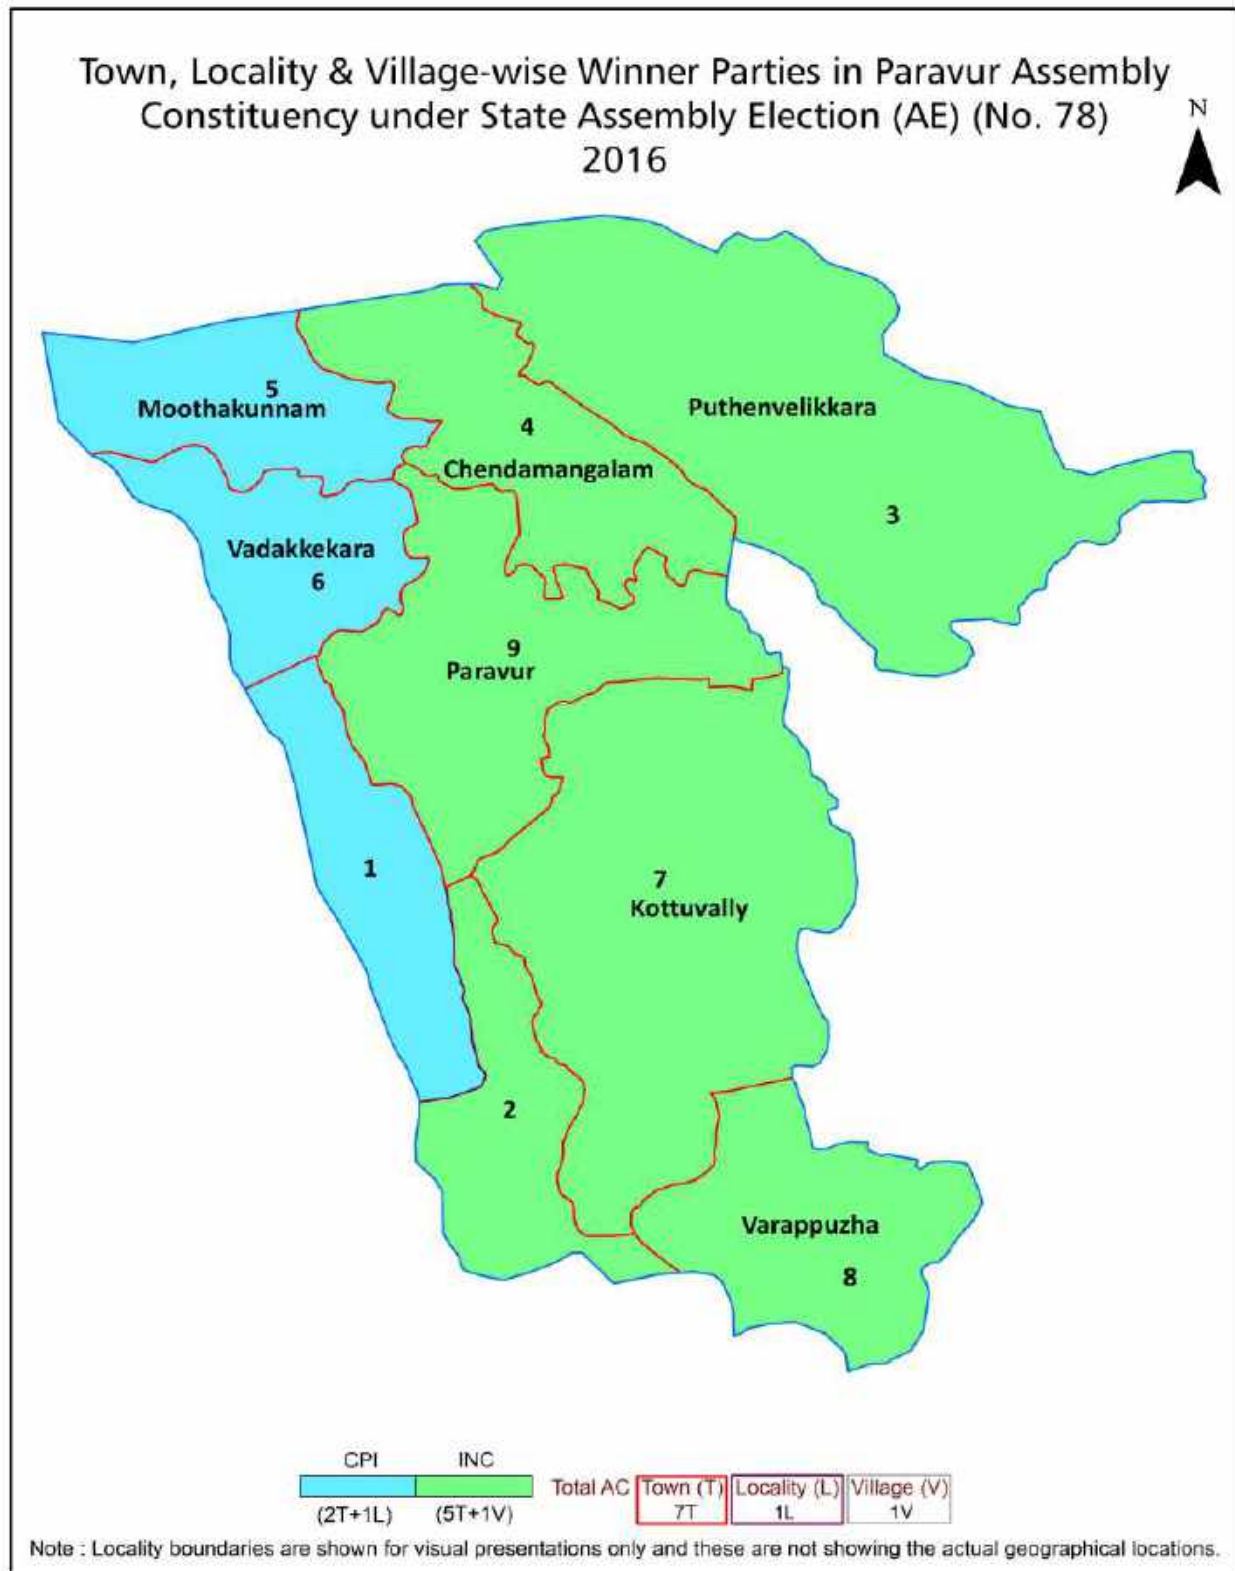 Town, Locality & Village-wise Winner Parties in Paravur Assembly
Constituency under State Assembly Election (AE) (No. 78)
2016
N
5
Moothakunnam
4
Chendamangalam
Puthenvelikkara
3
Vadakkekara
6
9
Paravur
1
7
Kottuvally
2
Varappuzha
8
CPI INC
Total AC Town (T) Locality (L) Village (V)
7T 1L 1V
(2T+1L) (5T+1V)
Note : Locality boundaries are shown for visual presentations only and these are not showing the actual geographical locations.